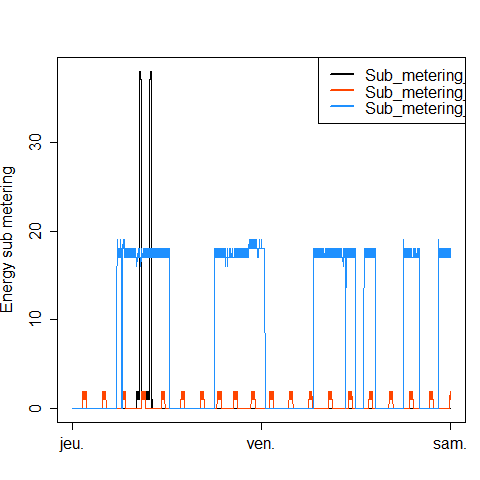 Sub_metering_
Sub_metering_
Sub_metering_
Energy sub metering
30
20
10
0
jeu. ven. sam.